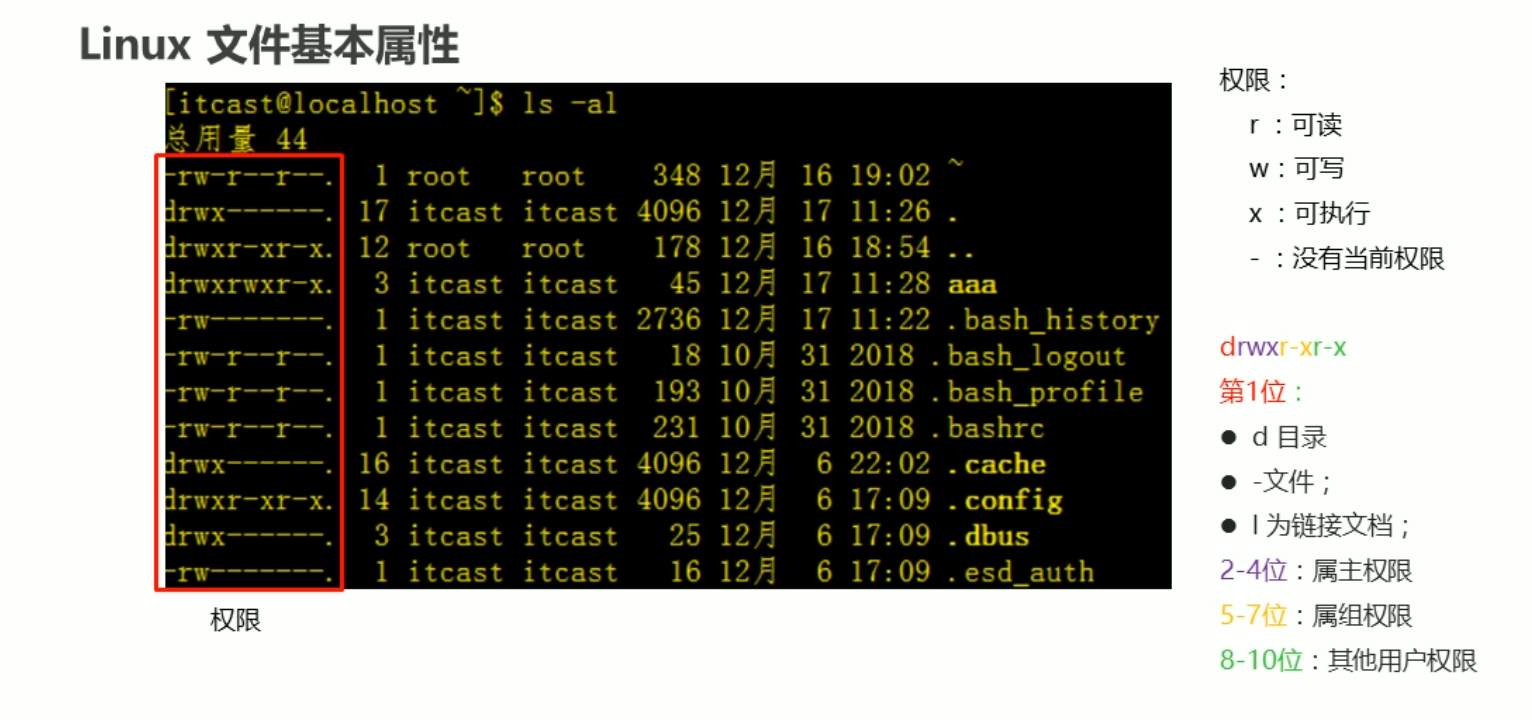 Linux 文件基本属性
[itcast@localhost ~]$ ls -al
总用量 44
-rw-r--r--. 1 root root 348 12月 16 19:02 ~
drwx------. 17 itcast itcast 4096 12月 17 11:26 .
drwxr-xr-x. 12 root root 178 12月 16 18:54 ..
drwxrwxr-x. 3 itcast itcast 45 12月 17 11:28 aaa
-rw-------. 1 itcast itcast 2736 12月 17 11:22 .bash_history
-rw-r--r--. 1 itcast itcast 18 10月 31 2018 .bash_logout
-rw-r--r--. 1 itcast itcast 193 10月 31 2018 .bash_profile
-rw-r--r--. 1 itcast itcast 231 10月 31 2018 .bashrc
drwx------. 16 itcast itcast 4096 12月 6 22:02 .cache
drwxr-xr-x. 14 itcast itcast 4096 12月 6 17:09 .config
drwx------. 3 itcast itcast 25 12月 6 17:09 .dbus
-rw-------. 1 itcast itcast 16 12月 6 17:09 .esd_auth
权限
权限：
r ：可读
w：可写
x ：可执行
- ：没有当前权限
drwxr-xr-x
第1位：
● d 目录
● -文件；
● l 为链接文档；
2-4位：属主权限
5-7位：属组权限
8-10位：其他用户权限